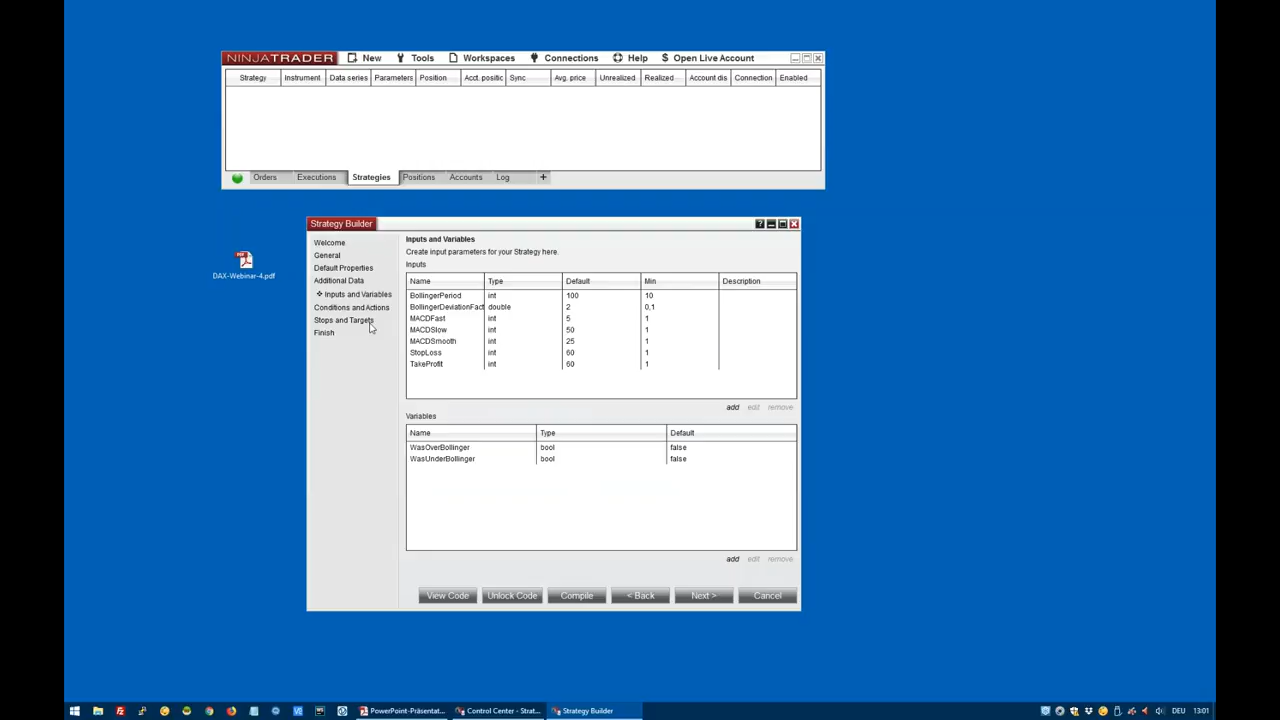 NINJATRADER New Tools Workspaces Connections Help $ Open Live Account
Strategy Instrument Data series Parameters Position Acct. positic Sync Avg. price Unrealized Realized Account dis Connection Enabled
Orders Executions Strategies Positions Accounts Log +
DAX-Webinar-4.pdf
Strategy Builder
Welcome
General
Default Properties
Additional Data
Inputs and Variables
Conditions and Actions
Stops and Targets
Finish
Inputs and Variables
Create input parameters for your Strategy here.
Inputs
Name Type Default Min Description
BollingerPeriod int 100 10
BollingerDeviationFact double 2 0,1
MACDFast int 5 1
MACDSlow int 50 1
MACDSmooth int 25 1
StopLoss int 60 1
TakeProfit int 60 1
add edit remove
Variables
Name Type Default
WasOverBollinger bool false
WasUnderBollinger bool false
add edit remove
View Code Unlock Code Compile < Back Next > Cancel
PowerPoint-Präsentat... Control Center - Strat... Strategy Builder DEU 13:01